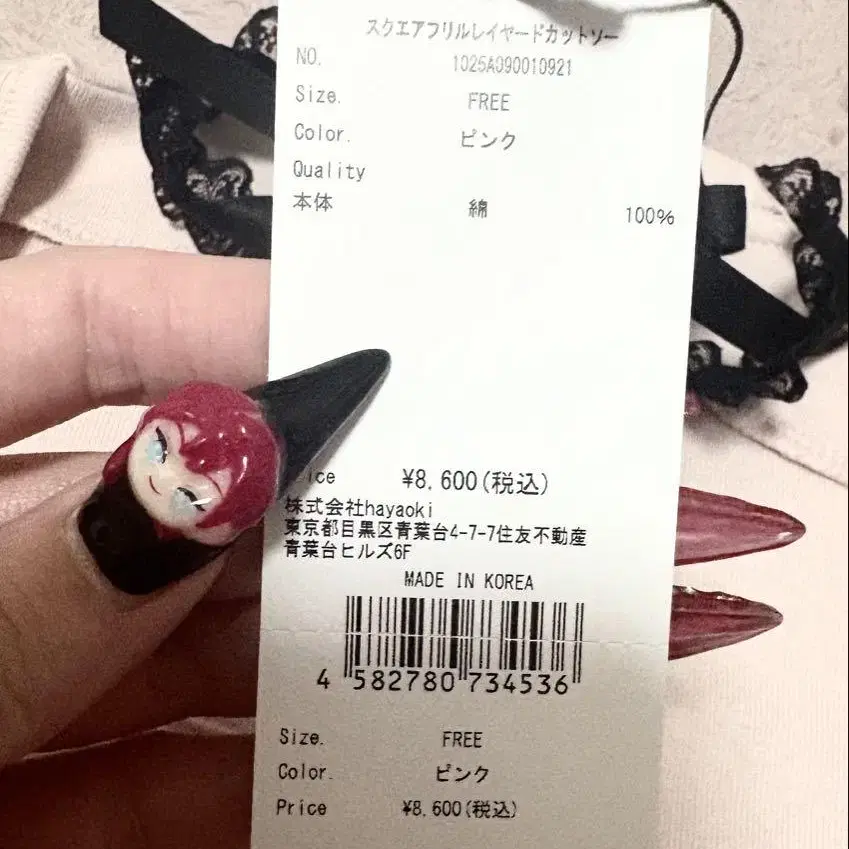 スクエアフリルレイヤードカットソー
NO. 1025A090010921
Size. FREE
Color. ピンク
Quality
本体 綿 100%
ice ¥8,600(税込)
株式会社hayaoki
東京都目黒区青葉台4-7-7住友不動産
青葉台ヒルズ6F
MADE IN KOREA
4 582780 734536
Size. FREE
Color. ピンク
Price ¥8,600(税込)